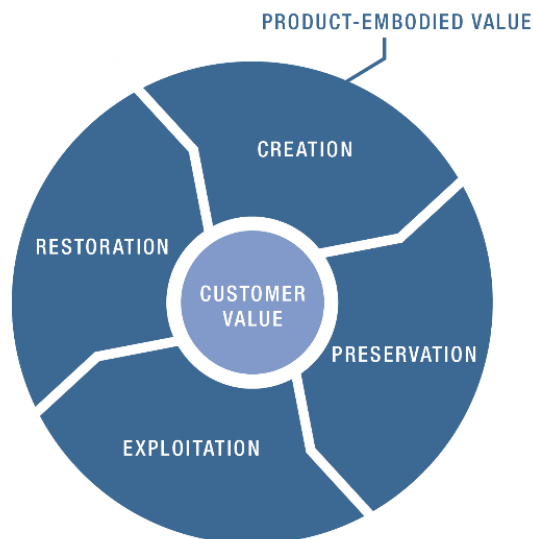 PRODUCT-EMBODIED VALUE
CREATION
RESTORATION
CUSTOMER
VALUE
PRESERVATION
EXPLOITATION